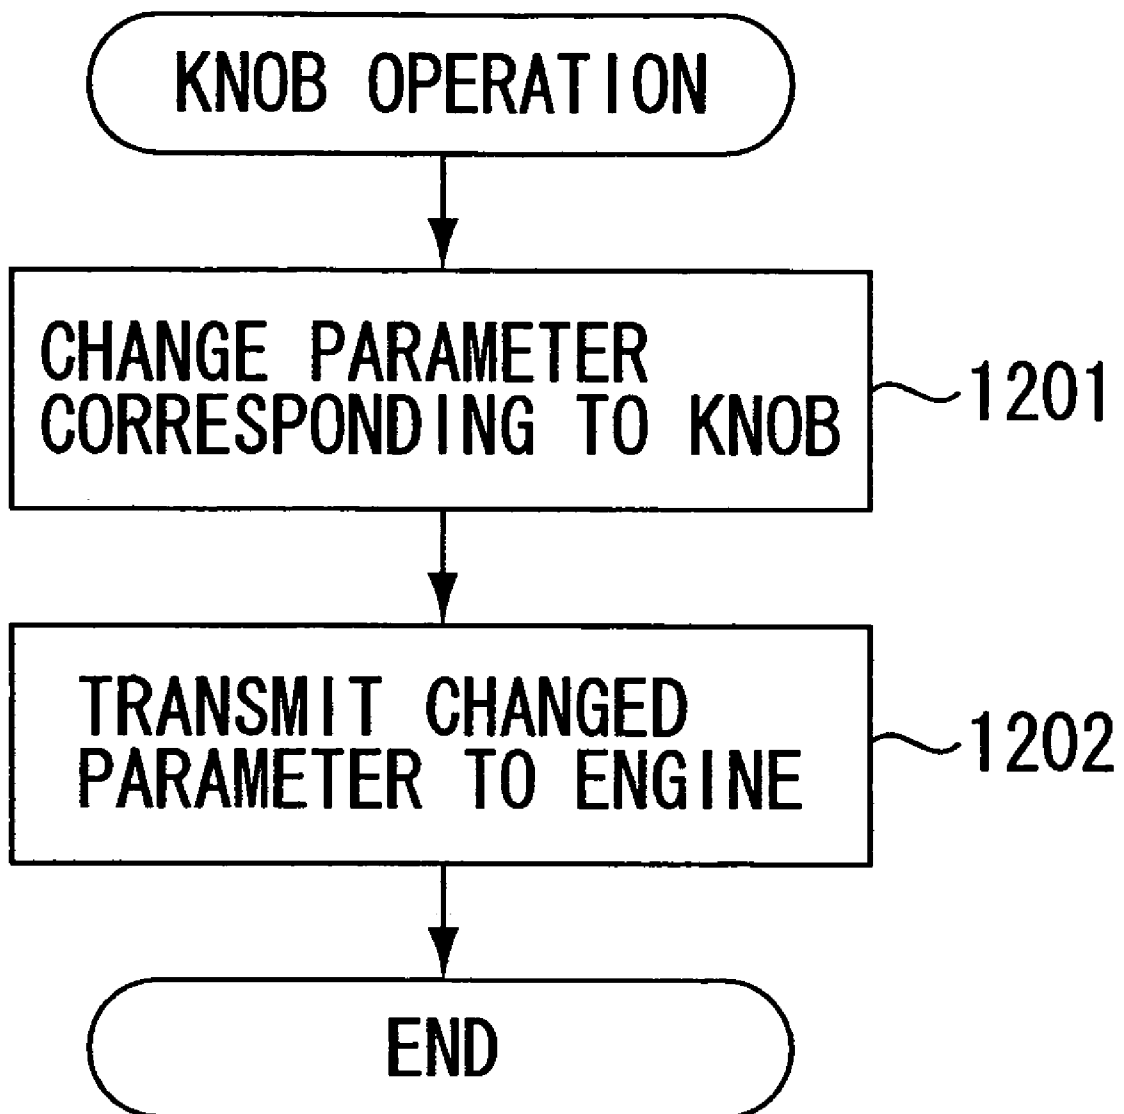 KNOB OPERATION
CHANGE PARAMETER
CORRESPONDING TO KNOB
1201
TRANSMIT CHANGED
PARAMETER TO ENGINE
1202
END